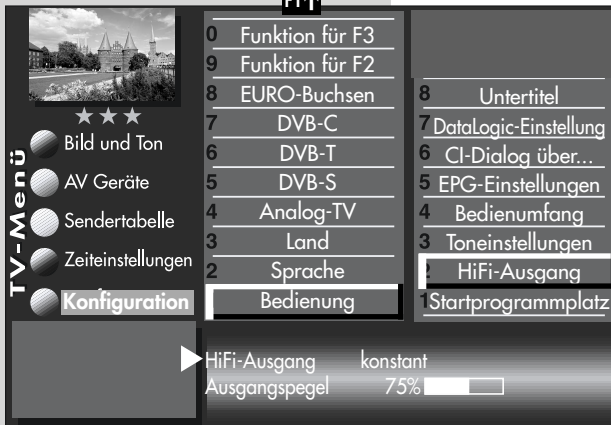 TV-Menü
Bild und Ton
AV Geräte
Sendertabelle
Zeiteinstellungen
Konfiguration
0 Funktion für F3
9 Funktion für F2
8 EURO-Buchsen
7 DVB-C
6 DVB-T
5 DVB-S
4 Analog-TV
3 Land
2 Sprache
Bedienung
8 Untertitel
7 DataLogic-Einstellung
6 CI-Dialog über...
5 EPG-Einstellungen
4 Bedienumfang
3 Toneinstellungen
2 HiFi-Ausgang
1 Startprogrammplatz
HiFi-Ausgang konstant
Ausgangspegel 75%